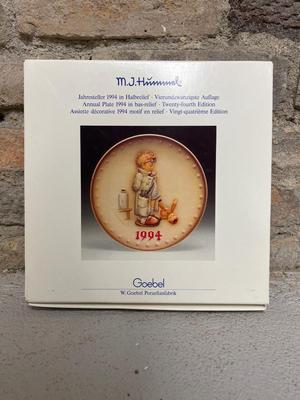 M.J.Hummel
Jahresteller 1994 in Halbrelief · Vierundzwanzigste Auflage
Annual Plate 1994 in bas-relief · Twenty-fourth Edition
Assiette décorative 1994 motif en relief · Vingt-quatrième Edition
1994
Goebel
W. Goebel Porzellanfabrik